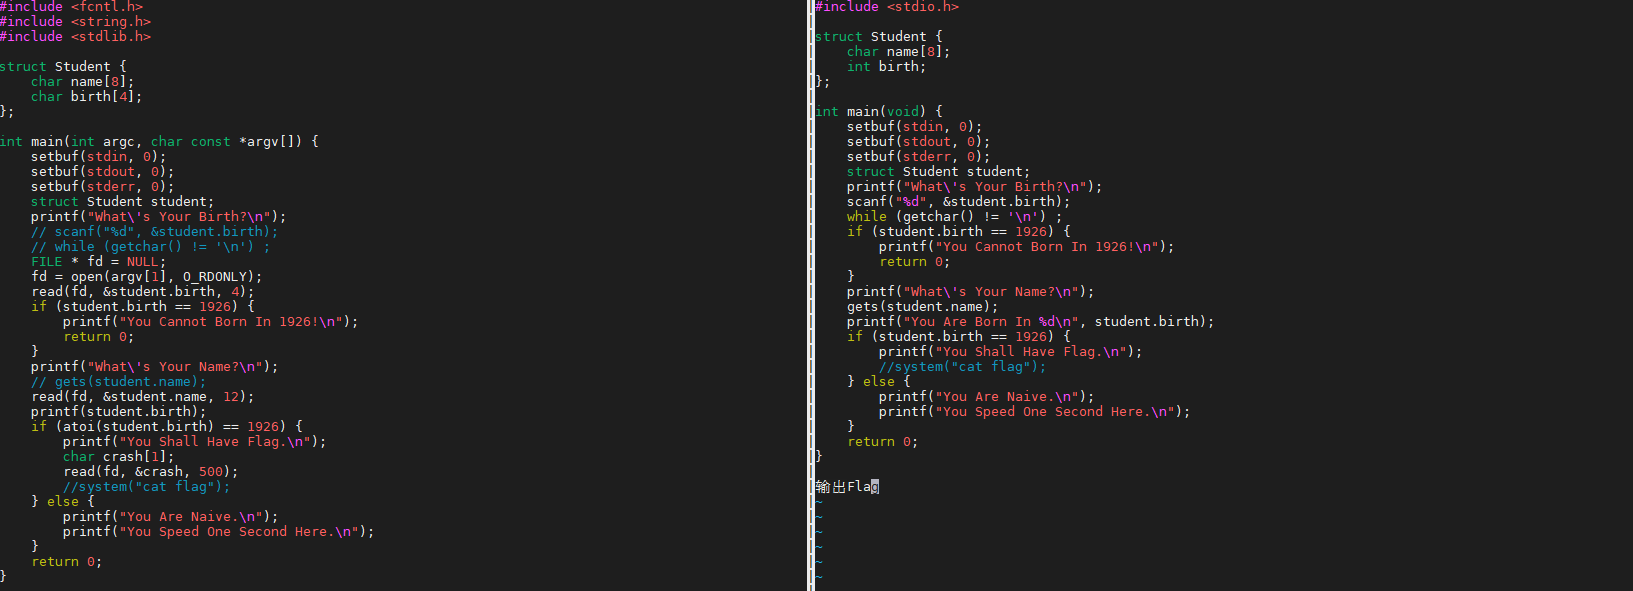 #include <fcntl.h>
#include <string.h>
#include <stdlib.h>

struct Student {
    char name[8];
    char birth[4];
};

int main(int argc, char const *argv[]) {
    setbuf(stdin, 0);
    setbuf(stdout, 0);
    setbuf(stderr, 0);
    struct Student student;
    printf("What\'s Your Birth?\n");
    // scanf("%d", &student.birth);
    // while (getchar() != '\n') ;
    FILE * fd = NULL;
    fd = open(argv[1], O_RDONLY);
    read(fd, &student.birth, 4);
    if (student.birth == 1926) {
        printf("You Cannot Born In 1926!\n");
        return 0;
    }
    printf("What\'s Your Name?\n");
    // gets(student.name);
    read(fd, &student.name, 12);
    printf(student.birth);
    if (atoi(student.birth) == 1926) {
        printf("You Shall Have Flag.\n");
        char crash[1];
        read(fd, &crash, 500);
        //system("cat flag");
    } else {
        printf("You Are Naive.\n");
        printf("You Speed One Second Here.\n");
    }
    return 0;
}
#include <stdio.h>

struct Student {
    char name[8];
    int birth;
};

int main(void) {
    setbuf(stdin, 0);
    setbuf(stdout, 0);
    setbuf(stderr, 0);
    struct Student student;
    printf("What\'s Your Birth?\n");
    scanf("%d", &student.birth);
    while (getchar() != '\n') ;
    if (student.birth == 1926) {
        printf("You Cannot Born In 1926!\n");
        return 0;
    }
    printf("What\'s Your Name?\n");
    gets(student.name);
    printf("You Are Born In %d\n", student.birth);
    if (student.birth == 1926) {
        printf("You Shall Have Flag.\n");
        //system("cat flag");
    } else {
        printf("You Are Naive.\n");
        printf("You Speed One Second Here.\n");
    }
    return 0;
}

输出Flag
~
~
~
~
~
~